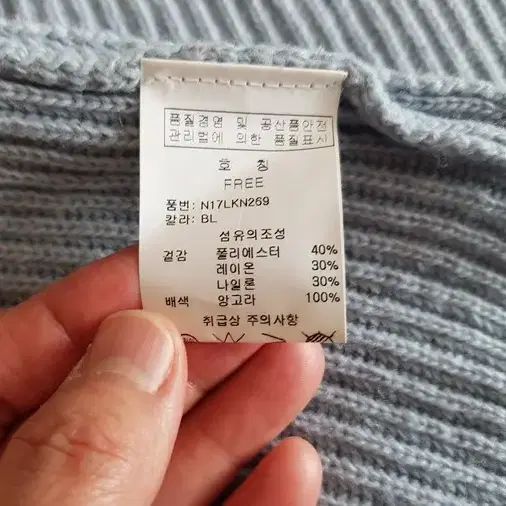 품질경영 및 공산품안전
관리법에 의한 품질표시
호 칭
FREE
품번: N17LKN269
칼라: BL
섬유의조성
겉감 폴리에스터 40%
레이온 30%
나일론 30%
배색 앙고라 100%
취급상 주의사항